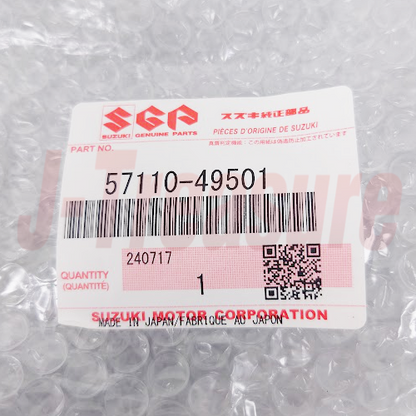 SGP
スズキ純正部品
SUZUKI GENUINE PARTS
PIÈCES D'ORIGINE DE SUZUKI
PART NO.
57110-49501
J-Treasure
240717
QUANTITY
(QUANTITÉ)
1
SUZUKI MOTOR CORPORATION
MADE IN JAPAN/FABRIQUE AU JAPON